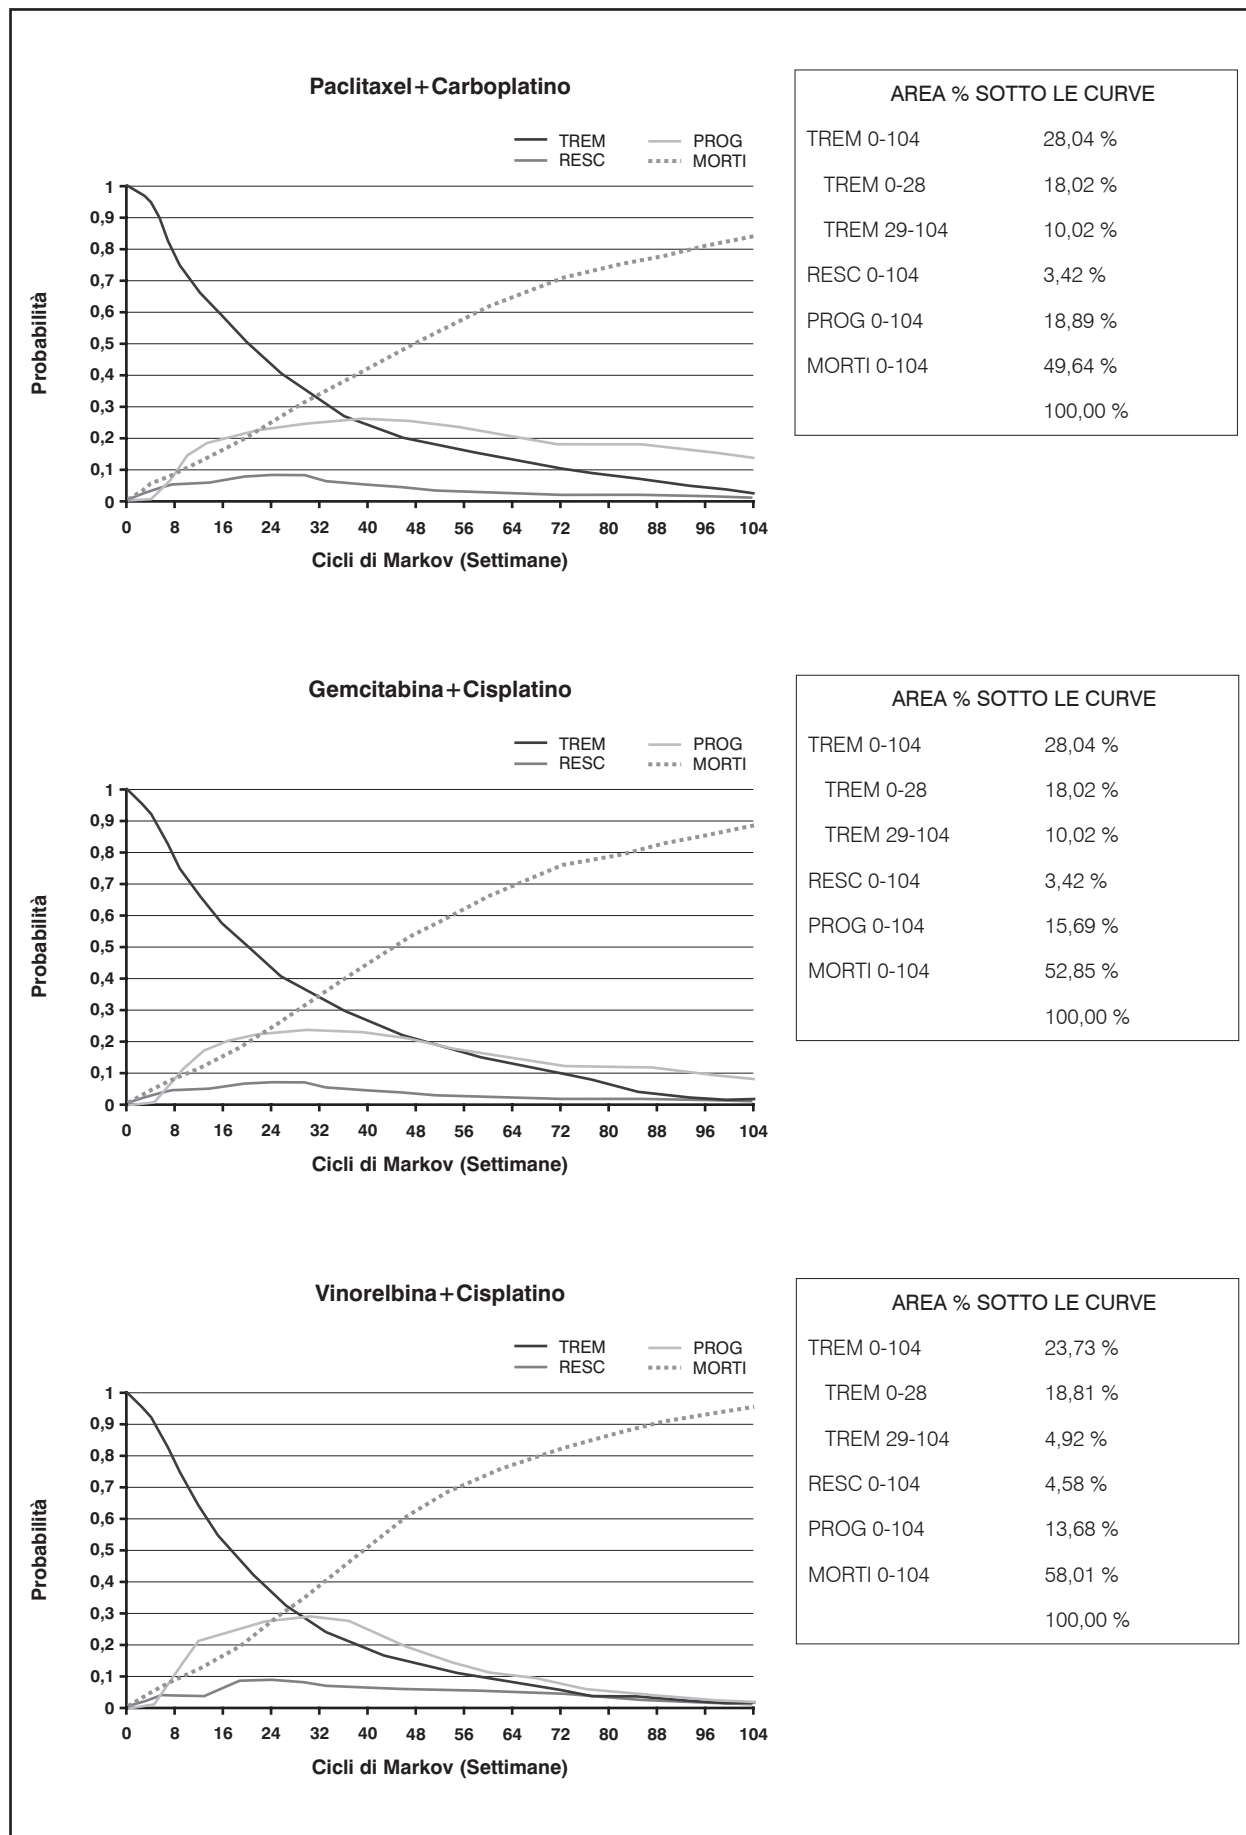 Paclitaxel+Carboplatino
TREM PROG
RESC MORTI
Probabilità
1
0,9
0,8
0,7
0,6
0,5
0,4
0,3
0,2
0,1
0
0 8 16 24 32 40 48 56 64 72 80 88 96 104
Cicli di Markov (Settimane)
AREA % SOTTO LE CURVE
TREM 0-104 28,04 %
TREM 0-28 18,02 %
TREM 29-104 10,02 %
RESC 0-104 3,42 %
PROG 0-104 18,89 %
MORTI 0-104 49,64 %
100,00 %
Gemcitabina+Cisplatino
TREM PROG
RESC MORTI
Probabilità
1
0,9
0,8
0,7
0,6
0,5
0,4
0,3
0,2
0,1
0
0 8 16 24 32 40 48 56 64 72 80 88 96 104
Cicli di Markov (Settimane)
AREA % SOTTO LE CURVE
TREM 0-104 28,04 %
TREM 0-28 18,02 %
TREM 29-104 10,02 %
RESC 0-104 3,42 %
PROG 0-104 15,69 %
MORTI 0-104 52,85 %
100,00 %
Vinorelbina+Cisplatino
TREM PROG
RESC MORTI
Probabilità
1
0,9
0,8
0,7
0,6
0,5
0,4
0,3
0,2
0,1
0
0 8 16 24 32 40 48 56 64 72 80 88 96 104
Cicli di Markov (Settimane)
AREA % SOTTO LE CURVE
TREM 0-104 23,73 %
TREM 0-28 18,81 %
TREM 29-104 4,92 %
RESC 0-104 4,58 %
PROG 0-104 13,68 %
MORTI 0-104 58,01 %
100,00 %